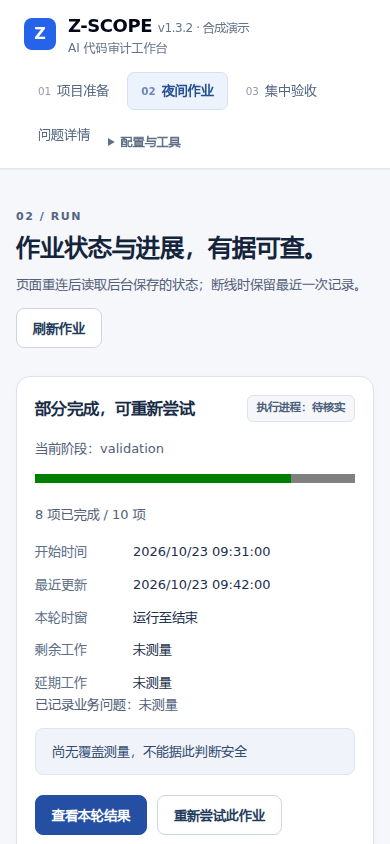 Z
Z-SCOPE v1.3.2 · 合成演示
AI 代码审计工作台
01 项目准备
02 夜间作业
03 集中验收
问题详情
▶ 配置与工具
02 / RUN
作业状态与进展，有据可查。
页面重连后读取后台保存的状态；断线时保留最近一次记录。
刷新作业
部分完成，可重新尝试
执行进程：待核实
当前阶段：validation
8 项已完成 / 10 项
开始时间 2026/10/23 09:31:00
最近更新 2026/10/23 09:42:00
本轮时窗 运行至结束
剩余工作 未测量
延期工作 未测量
已记录业务问题：未测量
尚无覆盖测量，不能据此判断安全
查看本轮结果
重新尝试此作业